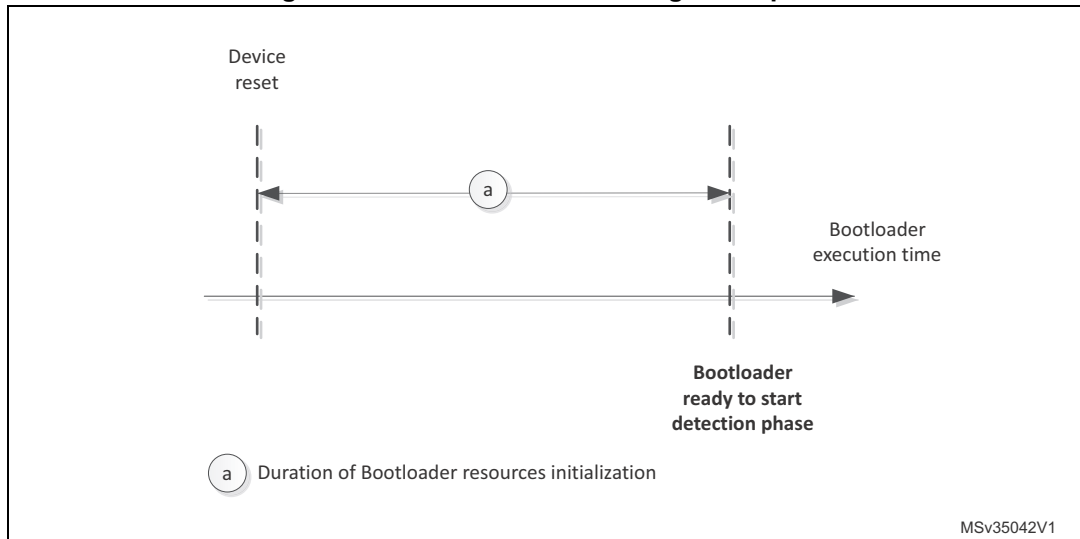 Device
reset
a
Bootloader
execution time
Bootloader
ready to start
detection phase
a Duration of Bootloader resources initialization
MSv35042V1